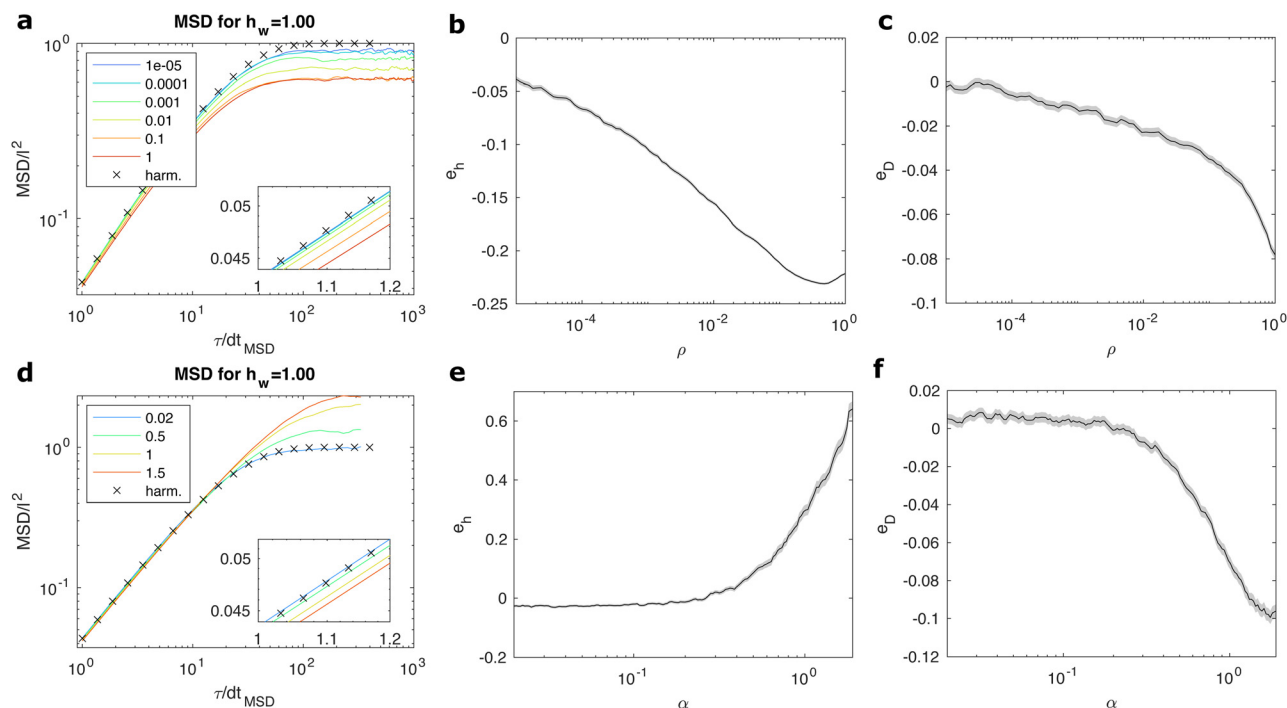 a
MSD for h_w=1.00
MSD/l^2
10^0
10^-1
1e-05
0.0001
0.001
0.01
0.1
1
harm.
0.05
0.045
1 1.1 1.2
10^0 10^1 10^2 10^3
τ/dt_MSD
b
e_h
0
-0.05
-0.1
-0.15
-0.2
-0.25
10^-4 10^-2 10^0
ρ
c
e_D
0.02
0
-0.02
-0.04
-0.06
-0.08
-0.1
10^-4 10^-2 10^0
ρ
d
MSD for h_w=1.00
MSD/l^2
10^0
10^-1
0.02
0.5
1
1.5
harm.
0.05
0.045
1 1.1 1.2
10^0 10^1 10^2 10^3
τ/dt_MSD
e
e_h
0.6
0.4
0.2
0
-0.2
10^-1 10^0
α
f
e_D
0.02
0
-0.02
-0.04
-0.06
-0.08
-0.1
-0.12
10^-1 10^0
α